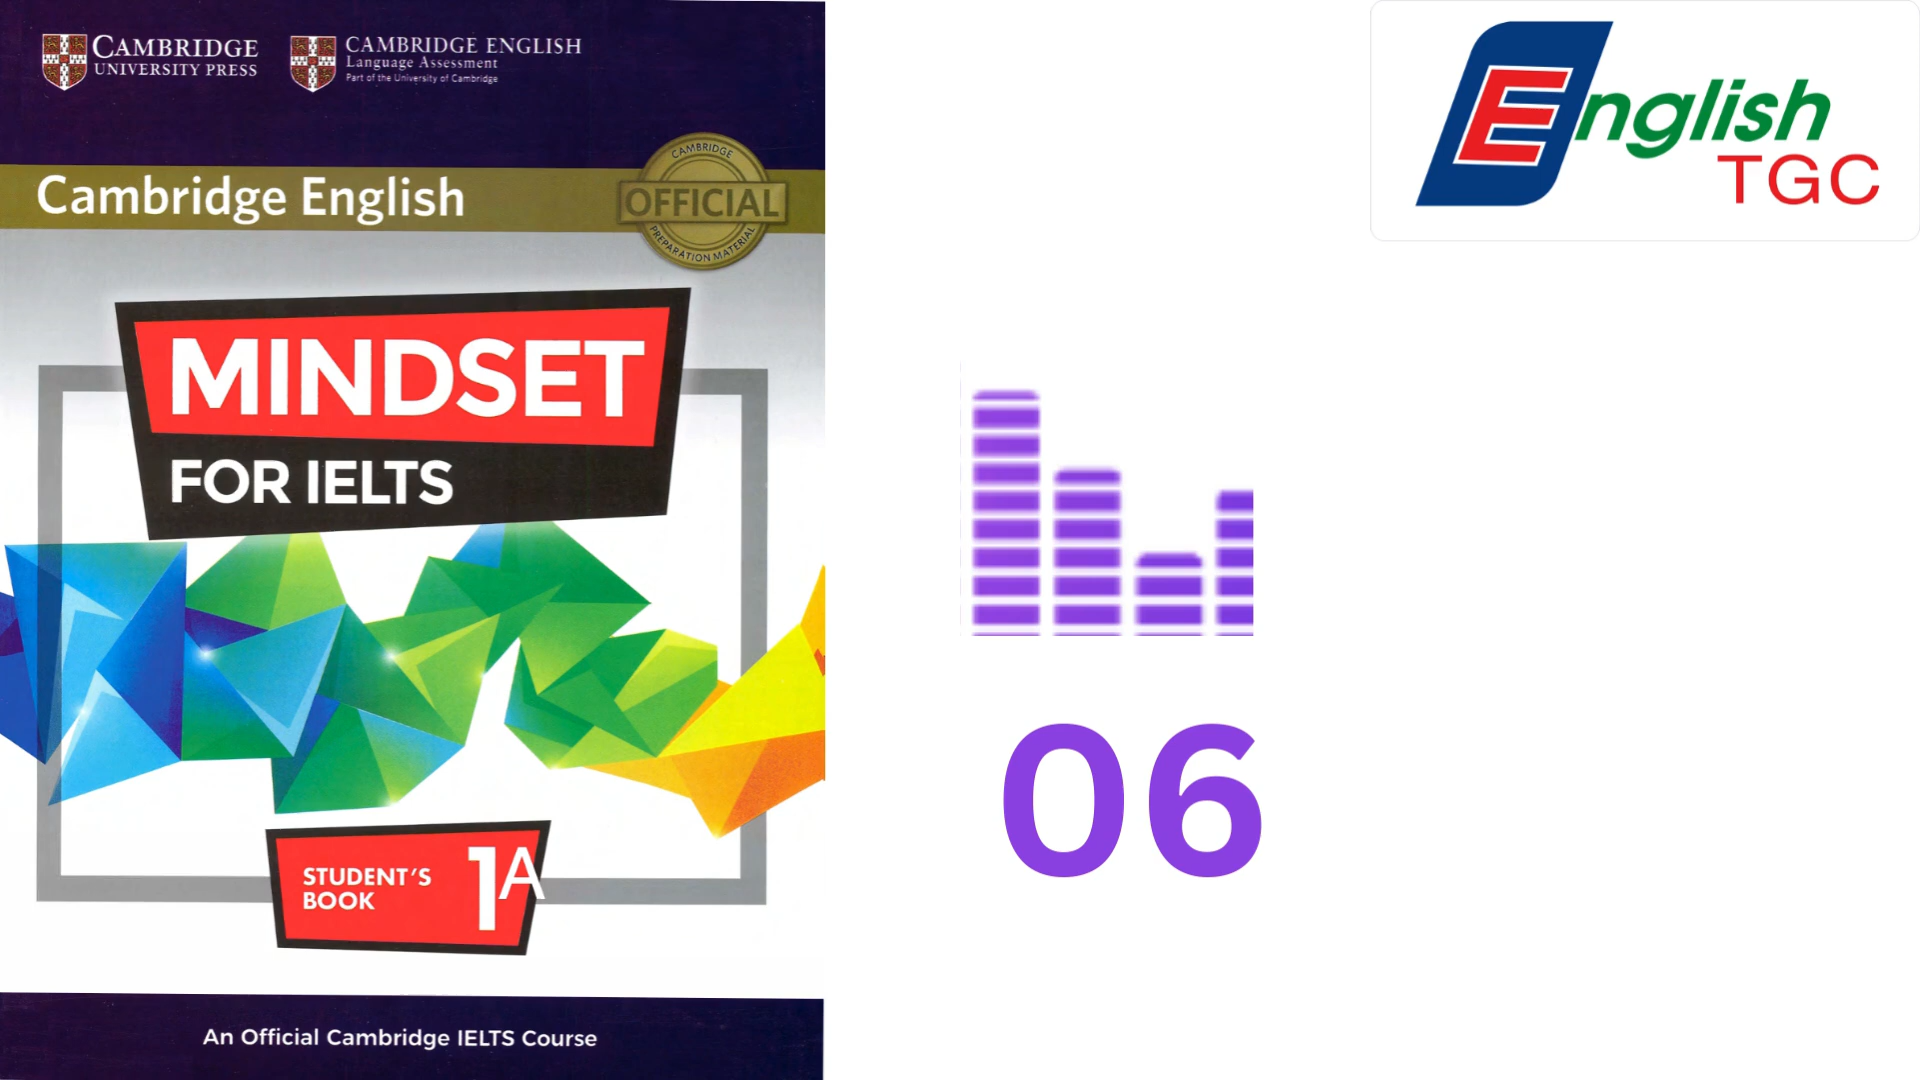 CAMBRIDGE
UNIVERSITY PRESS
CAMBRIDGE ENGLISH
Language Assessment
Part of the University of Cambridge
Cambridge English
CAMBRIDGE
OFFICIAL
PREPARATION MATERIAL
MINDSET
FOR IELTS
STUDENT'S
BOOK
1A
An Official Cambridge IELTS Course
English
TGC
06